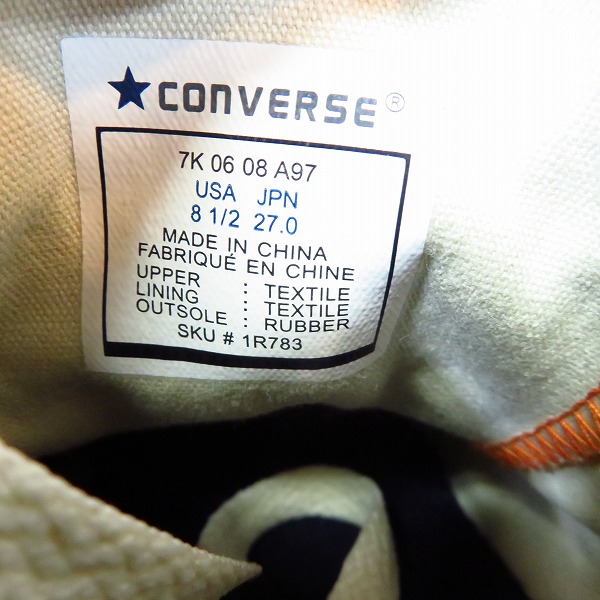 ★CONVERSE®
7K 06 08 A97
USA JPN
8 1/2 27.0
MADE IN CHINA
FABRIQUÉ EN CHINE
UPPER : TEXTILE
LINING : TEXTILE
OUTSOLE : RUBBER
SKU # 1R783